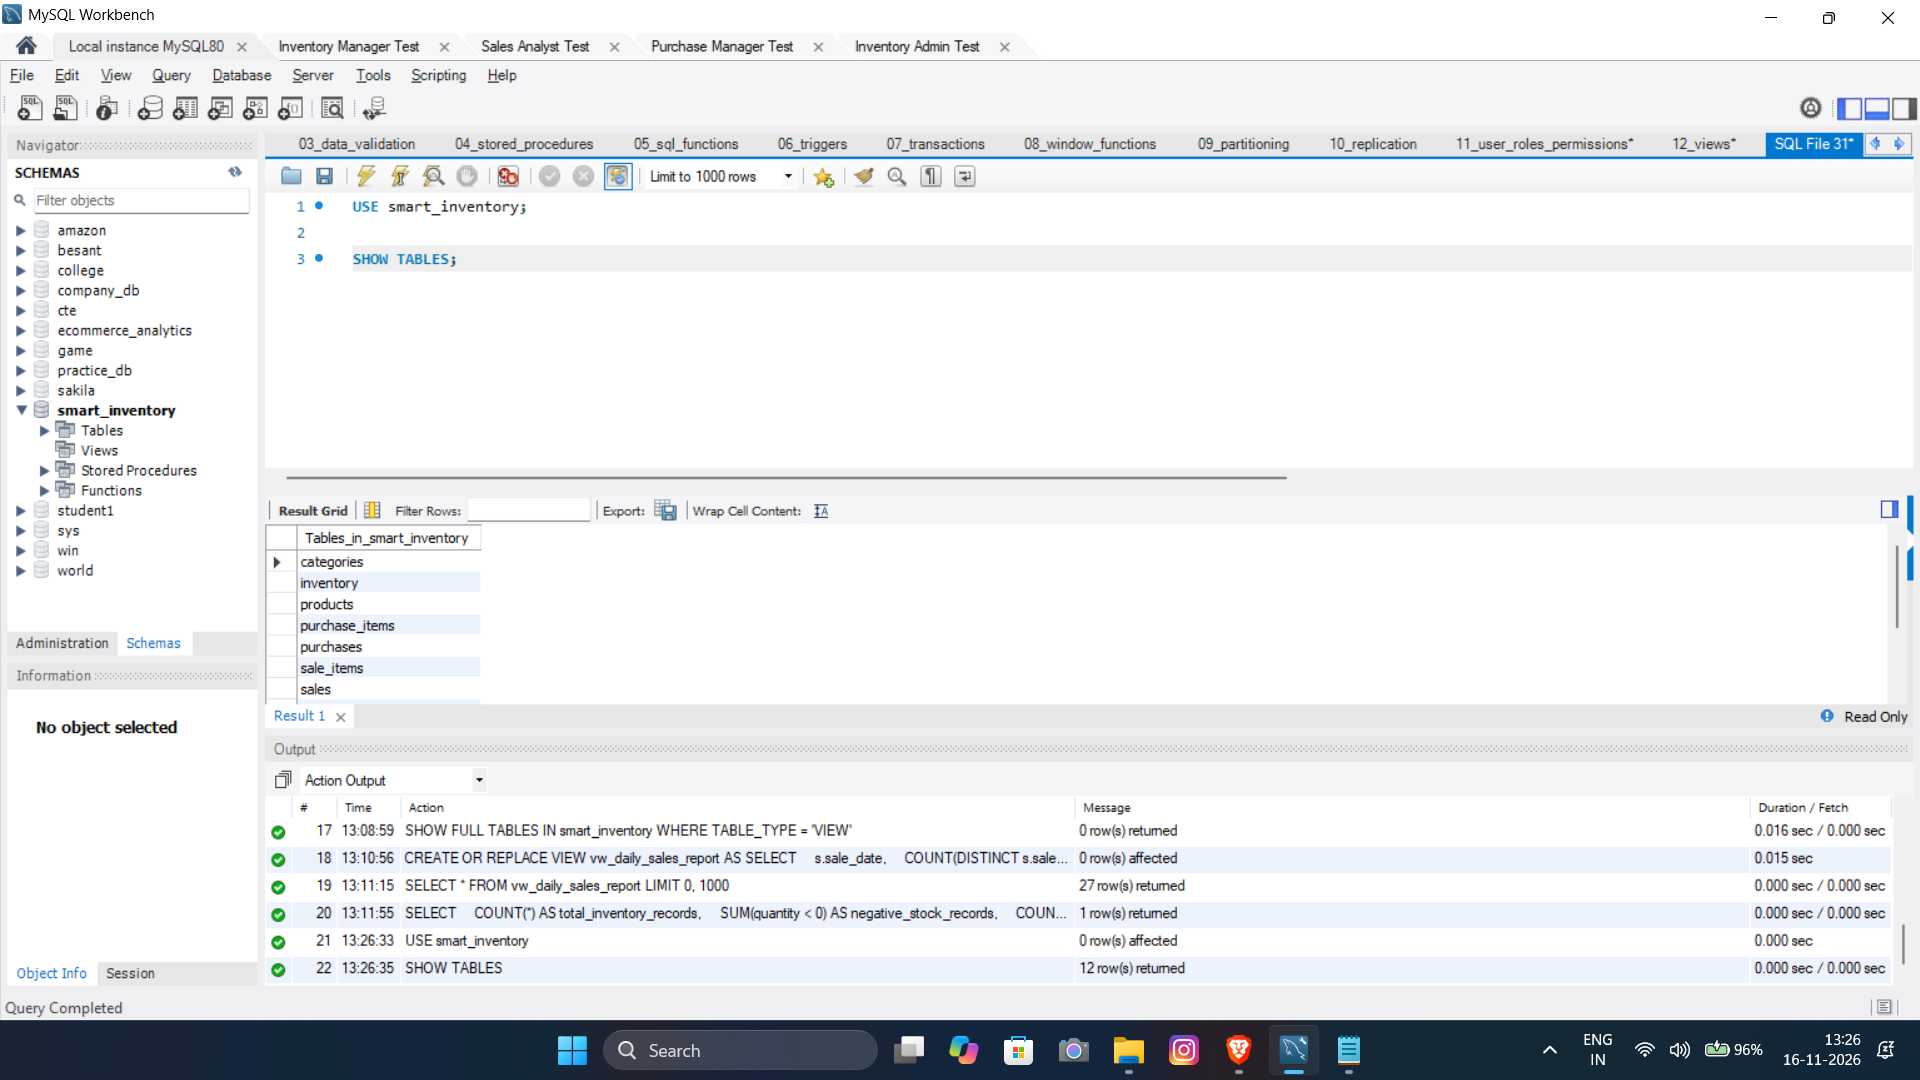 MySQL Workbench
Local instance MySQL80
Inventory Manager Test
Sales Analyst Test
Purchase Manager Test
Inventory Admin Test
File Edit View Query Database Server Tools Scripting Help
Navigator
SCHEMAS
Filter objects
amazon
besant
college
company_db
cte
ecommerce_analytics
game
practice_db
sakila
smart_inventory
Tables
Views
Stored Procedures
Functions
student1
sys
win
world
Administration Schemas
Information
No object selected
Object Info Session
03_data_validation 04_stored_procedures 05_sql_functions 06_triggers 07_transactions 08_window_functions 09_partitioning 10_replication 11_user_roles_permissions* 12_views* SQL File 31*
Limit to 1000 rows
1 USE smart_inventory;
2
3 SHOW TABLES;
Result Grid Filter Rows: Export: Wrap Cell Content:
Tables_in_smart_inventory
categories
inventory
products
purchase_items
purchases
sale_items
sales
Result 1
Read Only
Output
Action Output
# Time Action Message Duration / Fetch
17 13:08:59 SHOW FULL TABLES IN smart_inventory WHERE TABLE_TYPE = 'VIEW' 0 row(s) returned 0.016 sec / 0.000 sec
18 13:10:56 CREATE OR REPLACE VIEW vw_daily_sales_report AS SELECT s.sale_date, COUNT(DISTINCT s.sale... 0 row(s) affected 0.015 sec
19 13:11:15 SELECT * FROM vw_daily_sales_report LIMIT 0, 1000 27 row(s) returned 0.000 sec / 0.000 sec
20 13:11:55 SELECT COUNT(*) AS total_inventory_records, SUM(quantity < 0) AS negative_stock_records, COUN... 1 row(s) returned 0.000 sec / 0.000 sec
21 13:26:33 USE smart_inventory 0 row(s) affected 0.000 sec
22 13:26:35 SHOW TABLES 12 row(s) returned 0.000 sec / 0.000 sec
Query Completed
Search
ENG
IN
96%
13:26
16-11-2026